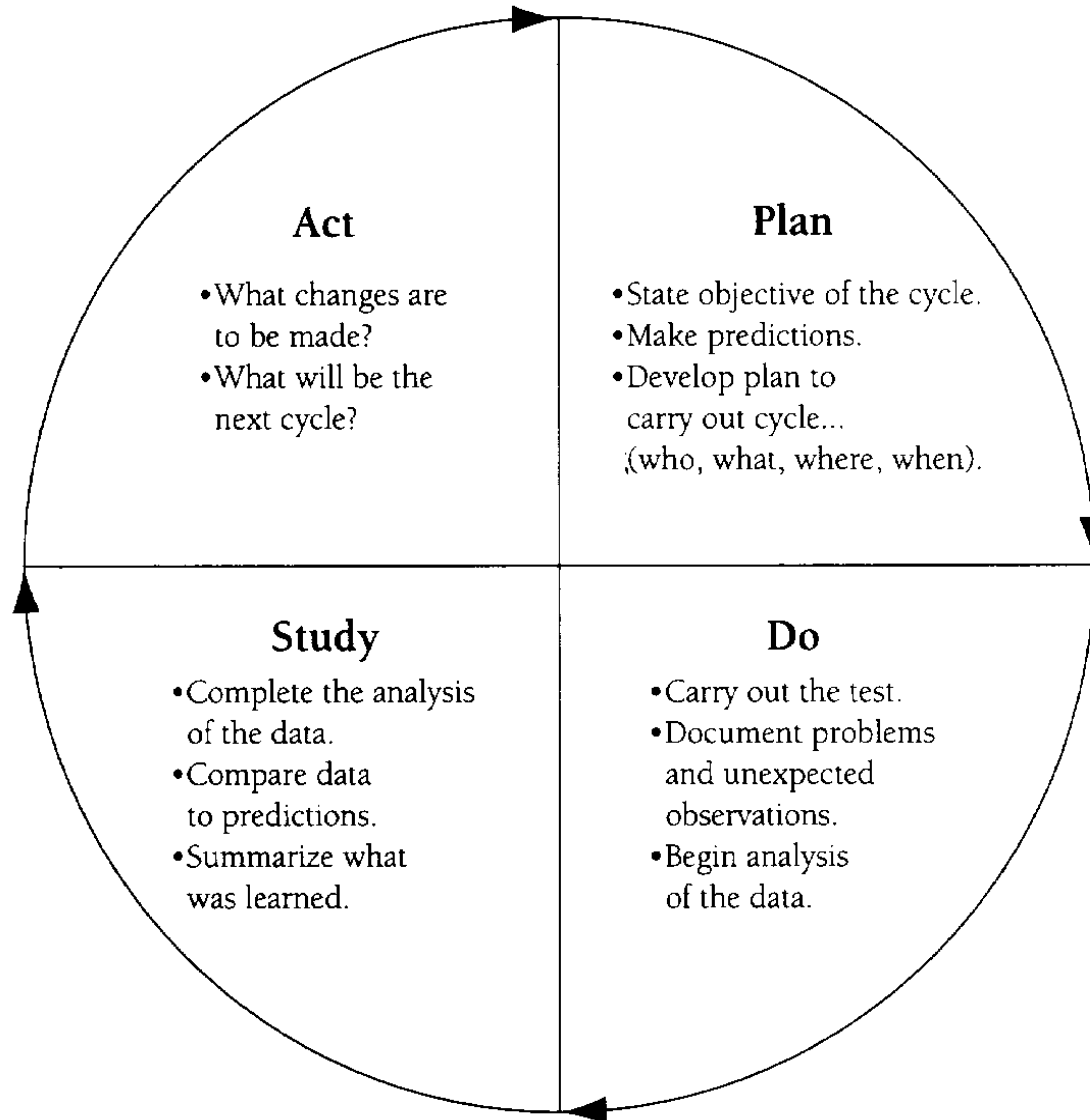 Act
•What changes are
to be made?
•What will be the
next cycle?
Plan
•State objective of the cycle.
•Make predictions.
•Develop plan to
carry out cycle...
(who, what, where, when).
Study
•Complete the analysis
of the data.
•Compare data
to predictions.
•Summarize what
was learned.
Do
•Carry out the test.
•Document problems
and unexpected
observations.
•Begin analysis
of the data.